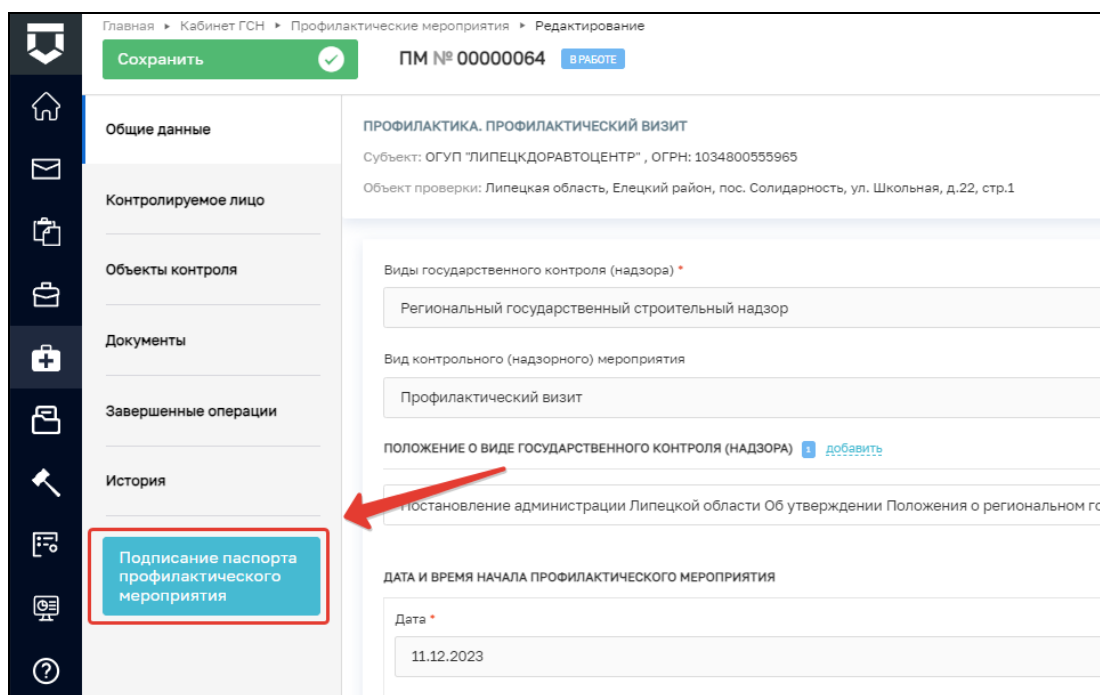 Главная ▸ Кабинет ГСН ▸ Профилактические мероприятия ▸ Редактирование
Сохранить
ПМ № 00000064 В РАБОТЕ
Общие данные
Контролируемое лицо
Объекты контроля
Документы
Завершенные операции
История
Подписание паспорта
профилактического
мероприятия
ПРОФИЛАКТИКА. ПРОФИЛАКТИЧЕСКИЙ ВИЗИТ
Субъект: ОГУП "ЛИПЕЦКДОРАВТОЦЕНТР" , ОГРН: 1034800555965
Объект проверки: Липецкая область, Елецкий район, пос. Солидарность, ул. Школьная, д.22, стр.1
Виды государственного контроля (надзора) *
Региональный государственный строительный надзор
Вид контрольного (надзорного) мероприятия
Профилактический визит
ПОЛОЖЕНИЕ О ВИДЕ ГОСУДАРСТВЕННОГО КОНТРОЛЯ (НАДЗОРА) 1 добавить
Постановление администрации Липецкой области Об утверждении Положения о региональном го
ДАТА И ВРЕМЯ НАЧАЛА ПРОФИЛАКТИЧЕСКОГО МЕРОПРИЯТИЯ
Дата *
11.12.2023